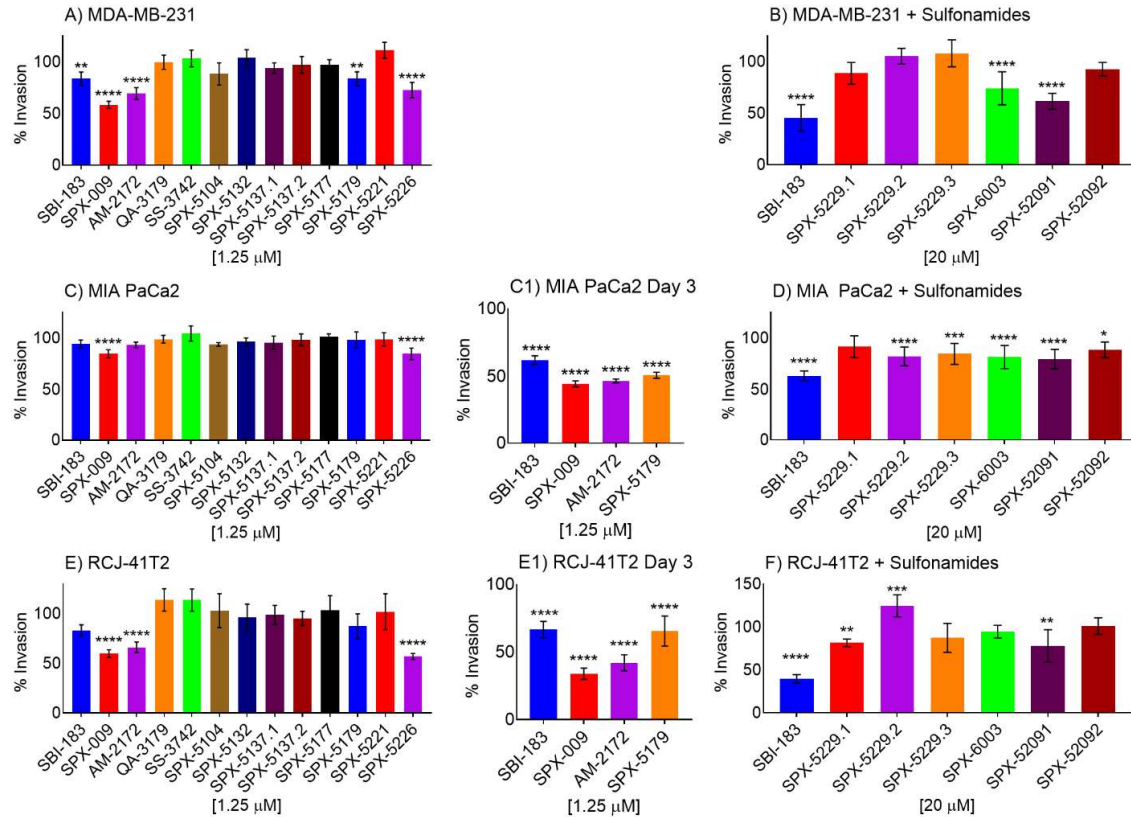 A) MDA-MB-231
% Invasion
100
50
0
** **** **** ** ****
SBI-183
SPX-009
AM-2172
QA-3179
SS-3742
SPX-5104
SPX-5132
SPX-5137.1
SPX-5137.2
SPX-5177
SPX-5179
SPX-5221
SPX-5226
[1.25 μM]
B) MDA-MB-231 + Sulfonamides
% Invasion
100
50
0
**** **** ****
SBI-183
SPX-5229.1
SPX-5229.2
SPX-5229.3
SPX-6003
SPX-52091
SPX-52092
[20 μM]
C) MIA PaCa2
% Invasion
100
50
0
**** ****
SBI-183
SPX-009
AM-2172
QA-3179
SS-3742
SPX-5104
SPX-5132
SPX-5137.1
SPX-5137.2
SPX-5177
SPX-5179
SPX-5221
SPX-5226
[1.25 μM]
C1) MIA PaCa2 Day 3
% Invasion
100
50
0
**** **** **** ****
SBI-183
SPX-009
AM-2172
SPX-5179
[1.25 μM]
D) MIA PaCa2 + Sulfonamides
% Invasion
100
50
0
**** **** *** **** **** *
SBI-183
SPX-5229.1
SPX-5229.2
SPX-5229.3
SPX-6003
SPX-52091
SPX-52092
[20 μM]
E) RCJ-41T2
% Invasion
100
50
0
**** **** ****
SBI-183
SPX-009
AM-2172
QA-3179
SS-3742
SPX-5104
SPX-5132
SPX-5137.1
SPX-5137.2
SPX-5177
SPX-5179
SPX-5221
SPX-5226
[1.25 μM]
E1) RCJ-41T2 Day 3
% Invasion
100
50
0
**** **** **** ****
SBI-183
SPX-009
AM-2172
SPX-5179
[1.25 μM]
F) RCJ-41T2 + Sulfonamides
% Invasion
150
100
50
0
**** ** *** **
SBI-183
SPX-5229.1
SPX-5229.2
SPX-5229.3
SPX-6003
SPX-52091
SPX-52092
[20 μM]